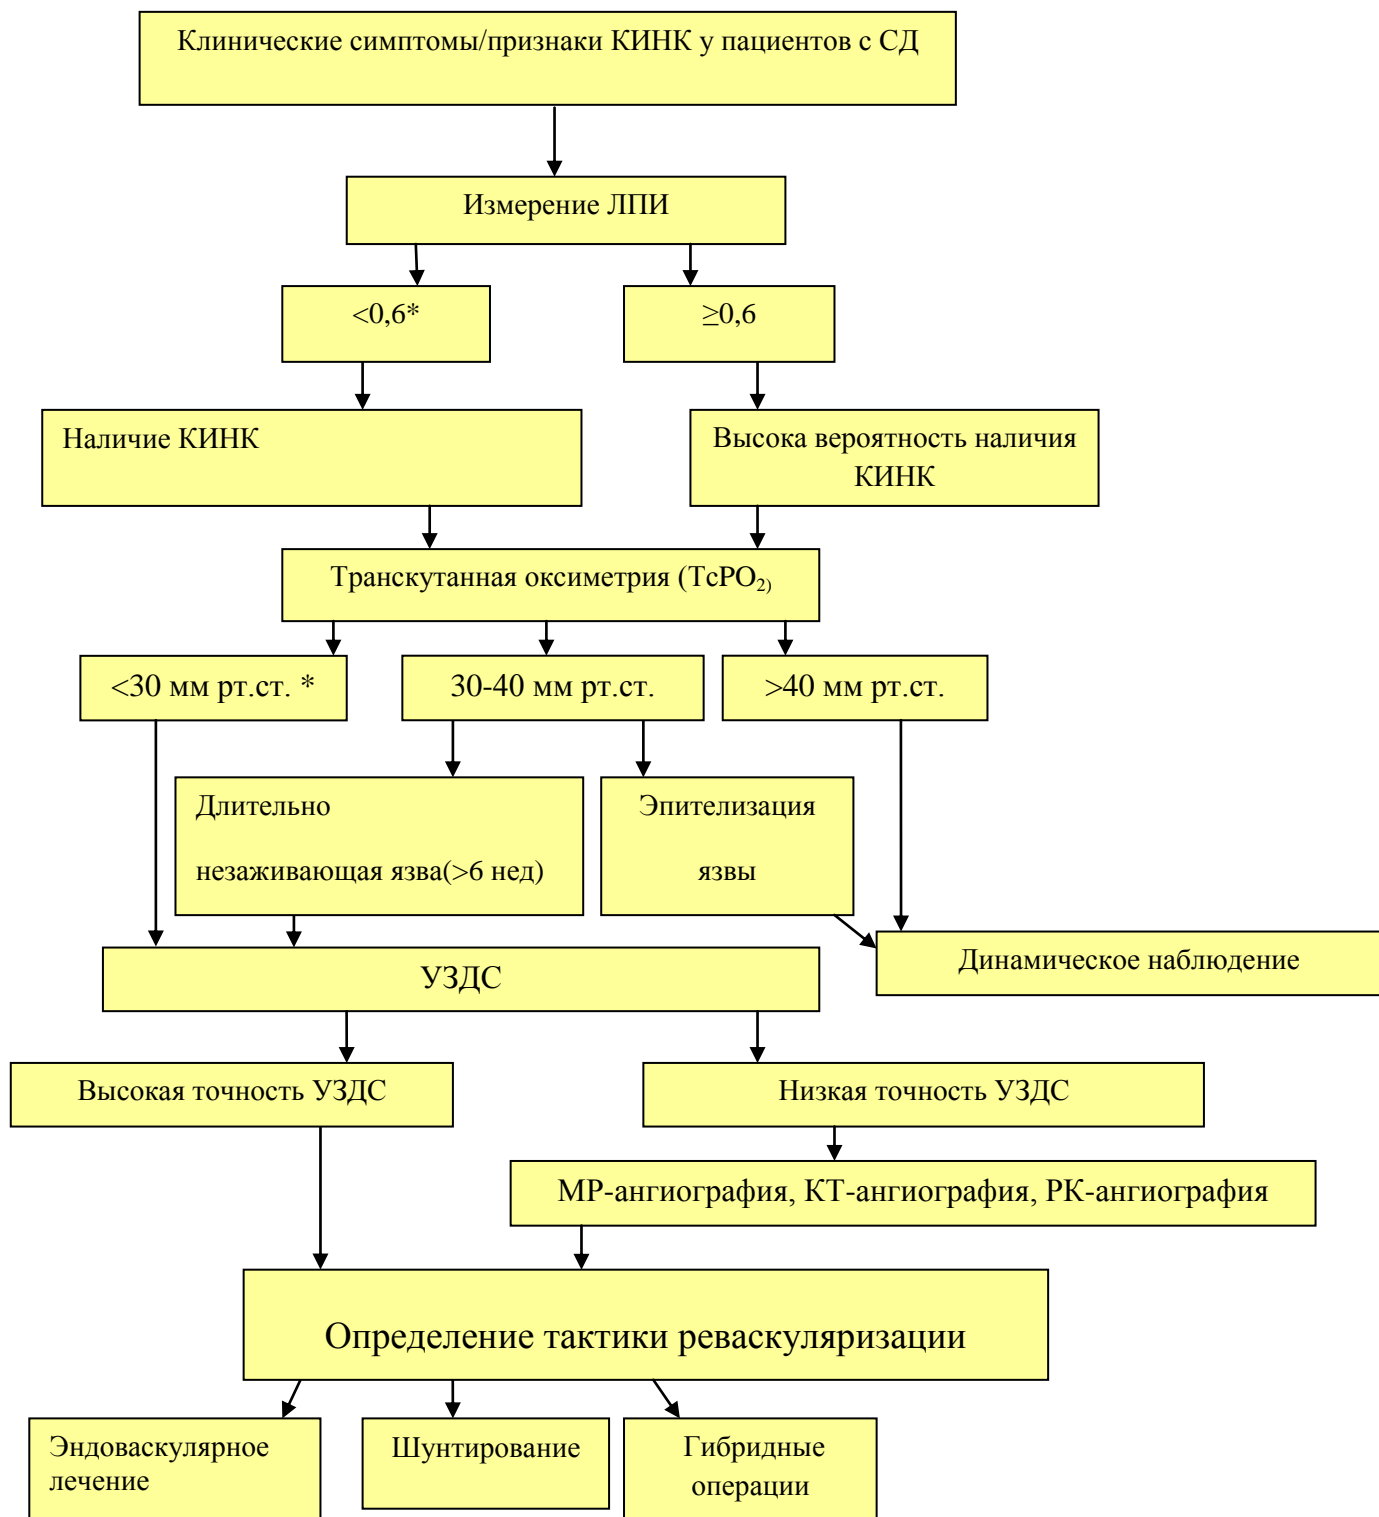 Клинические симптомы/признаки КИНК у пациентов с СД
Измерение ЛПИ
<0,6*
≥0,6
Наличие КИНК
Высока вероятность наличия
КИНК
Транскутанная оксиметрия (ТсРО₂₎
<30 мм рт.ст. *
30-40 мм рт.ст.
>40 мм рт.ст.
Длительно
незаживающая язва(>6 нед)
Эпителизация
язвы
Динамическое наблюдение
УЗДС
Высокая точность УЗДС
Низкая точность УЗДС
МР-ангиография, КТ-ангиография, РК-ангиография
Определение тактики реваскуляризации
Эндоваскулярное
лечение
Шунтирование
Гибридные
операции